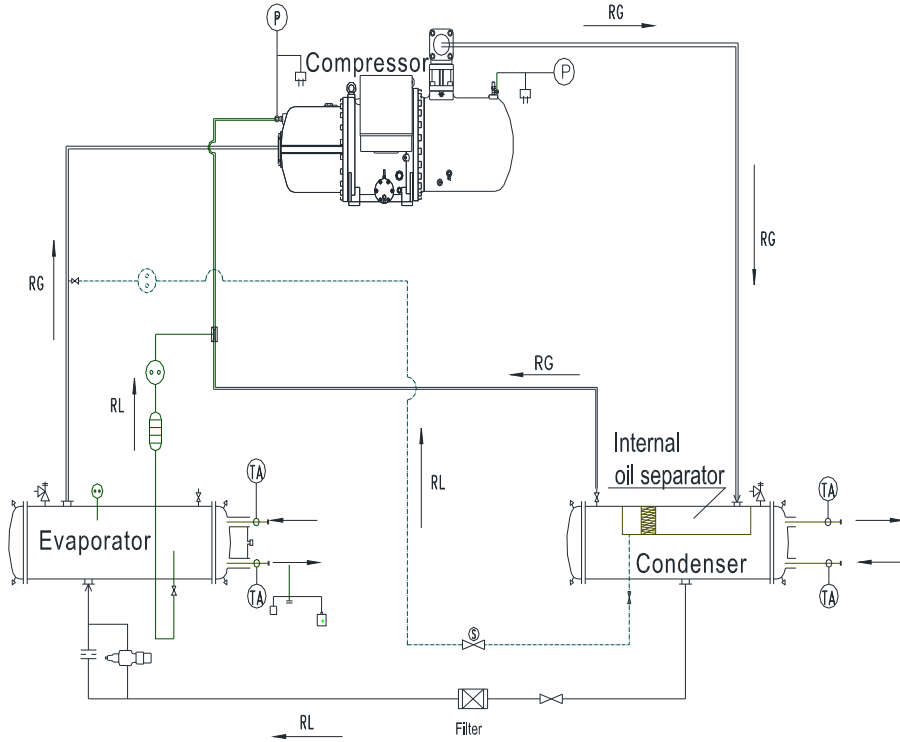 RG
P
Compressor
P
RG
RG
RG
RL
Internal
oil separator
RL
TA
TA
Evaporator
Condenser
TA
TA
S
Filter
RL